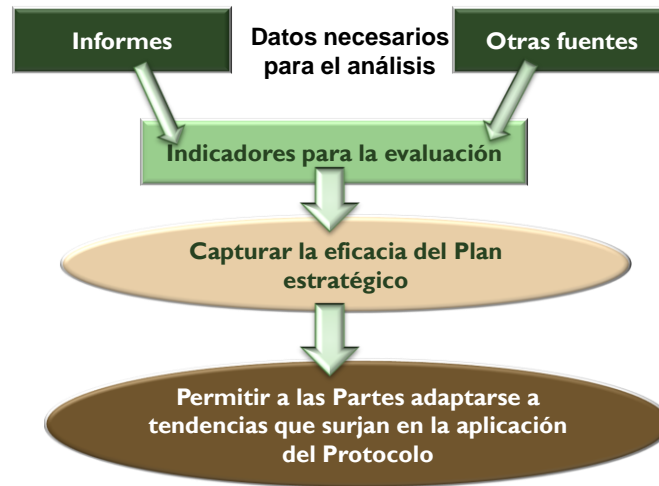 Informes
Datos necesarios
para el análisis
Otras fuentes
Indicadores para la evaluación
Capturar la eficacia del Plan
estratégico
Permitir a las Partes adaptarse a
tendencias que surjan en la aplicación
del Protocolo